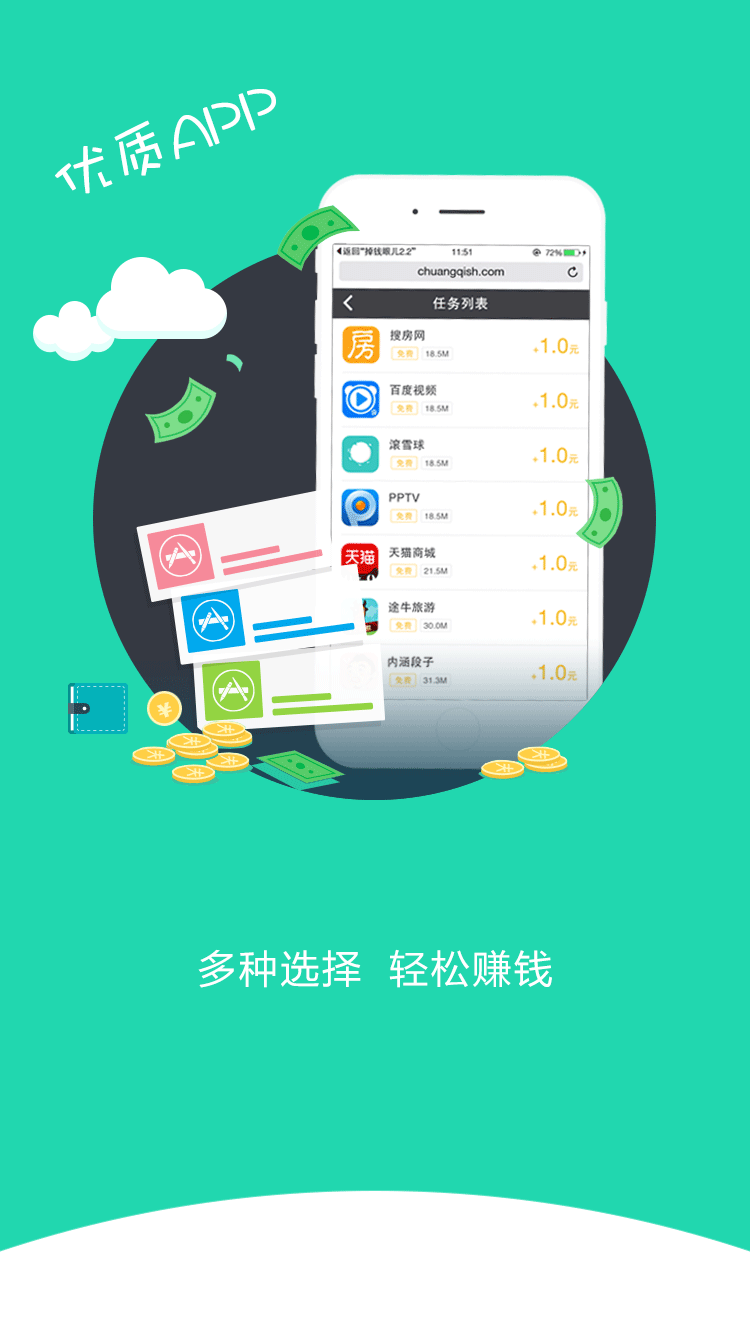 优质APP
返回“掉钱眼儿2.2” 11:51 72%
chuangqish.com
任务列表
搜房网
免费 18.5M +1.0元
百度视频
免费 18.5M +1.0元
滚雪球
免费 18.5M +1.0元
PPTV
免费 18.5M +1.0元
天猫
天猫商城
免费 21.5M +1.0元
途牛旅游
免费 30.0M +1.0元
内涵段子
免费 31.3M +1.0元
房
多种选择 轻松赚钱